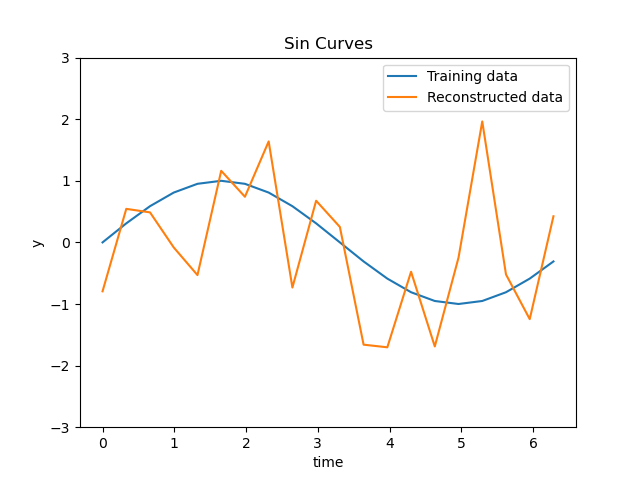 Sin Curves
Training data
Reconstructed data
3
2
1
0
−1
−2
−3
y
0 1 2 3 4 5 6
time